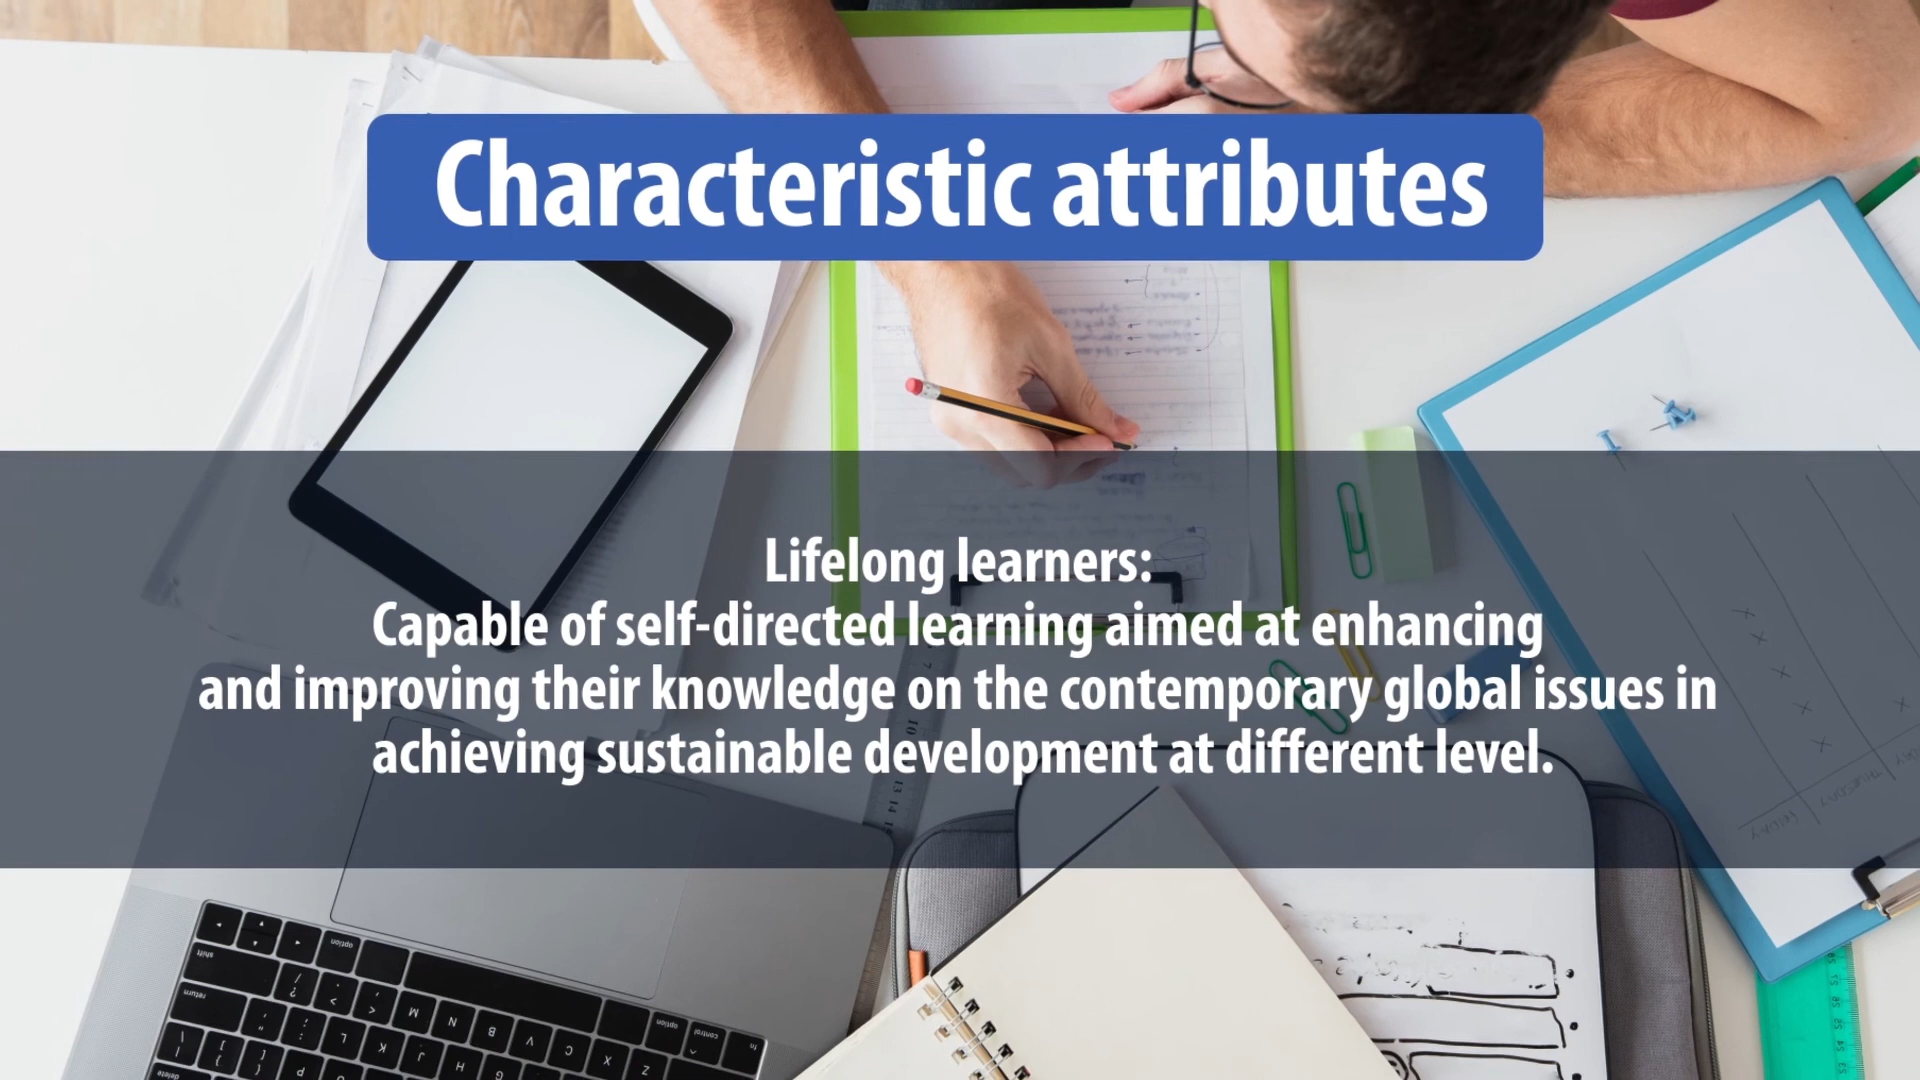 Characteristic attributes
Lifelong learners:
Capable of self-directed learning aimed at enhancing
and improving their knowledge on the contemporary global issues in
achieving sustainable development at different level.